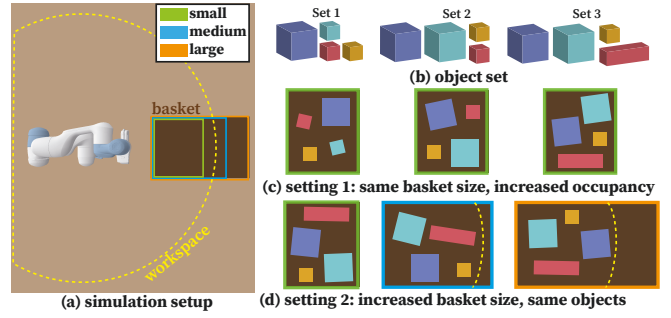 small
medium
large
basket
workspace
(a) simulation setup
Set 1
Set 2
Set 3
(b) object set
(c) setting 1: same basket size, increased occupancy
(d) setting 2: increased basket size, same objects